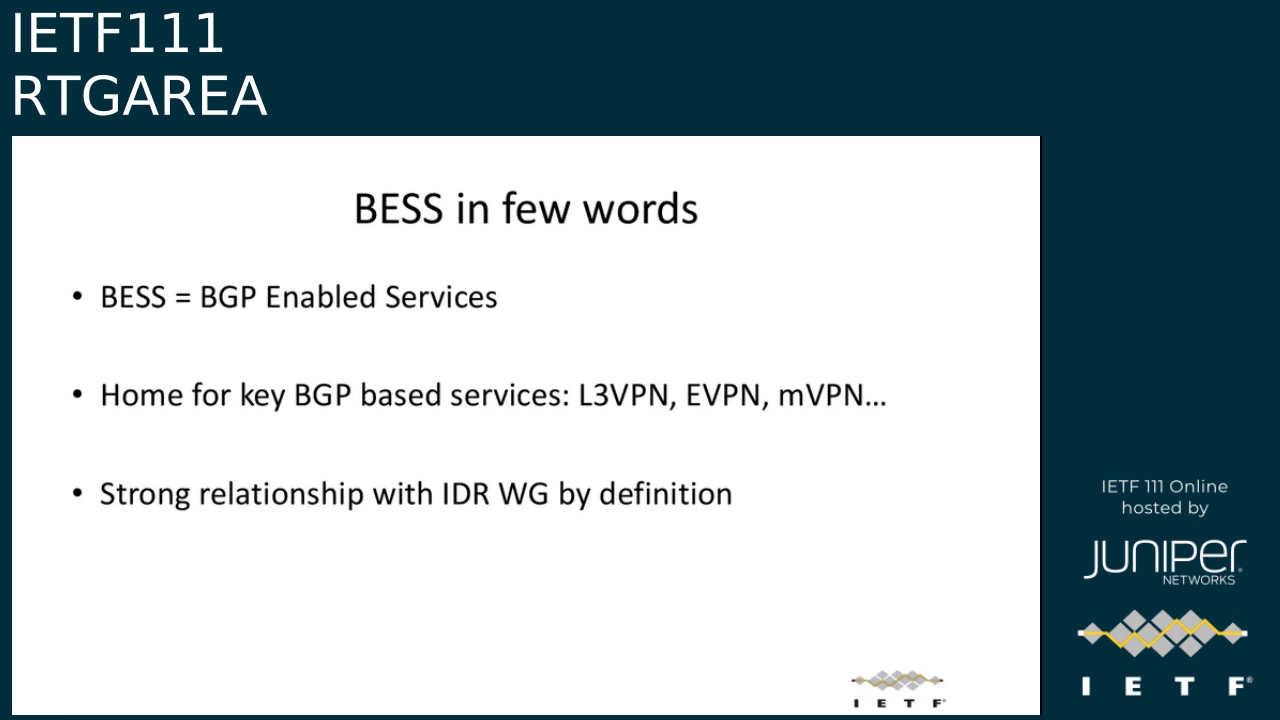 IETF111
RTGAREA
BESS in few words
• BESS = BGP Enabled Services
• Home for key BGP based services: L3VPN, EVPN, mVPN…
• Strong relationship with IDR WG by definition
I E T F
IETF 111 Online
hosted by
JUNIPER
NETWORKS
I E T F®